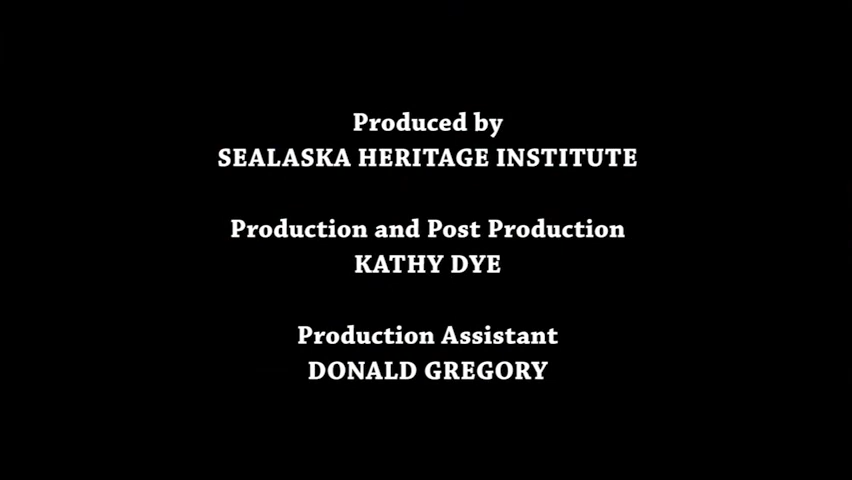 Produced by
SEALASKA HERITAGE INSTITUTE
Production and Post Production
KATHY DYE
Production Assistant
DONALD GREGORY